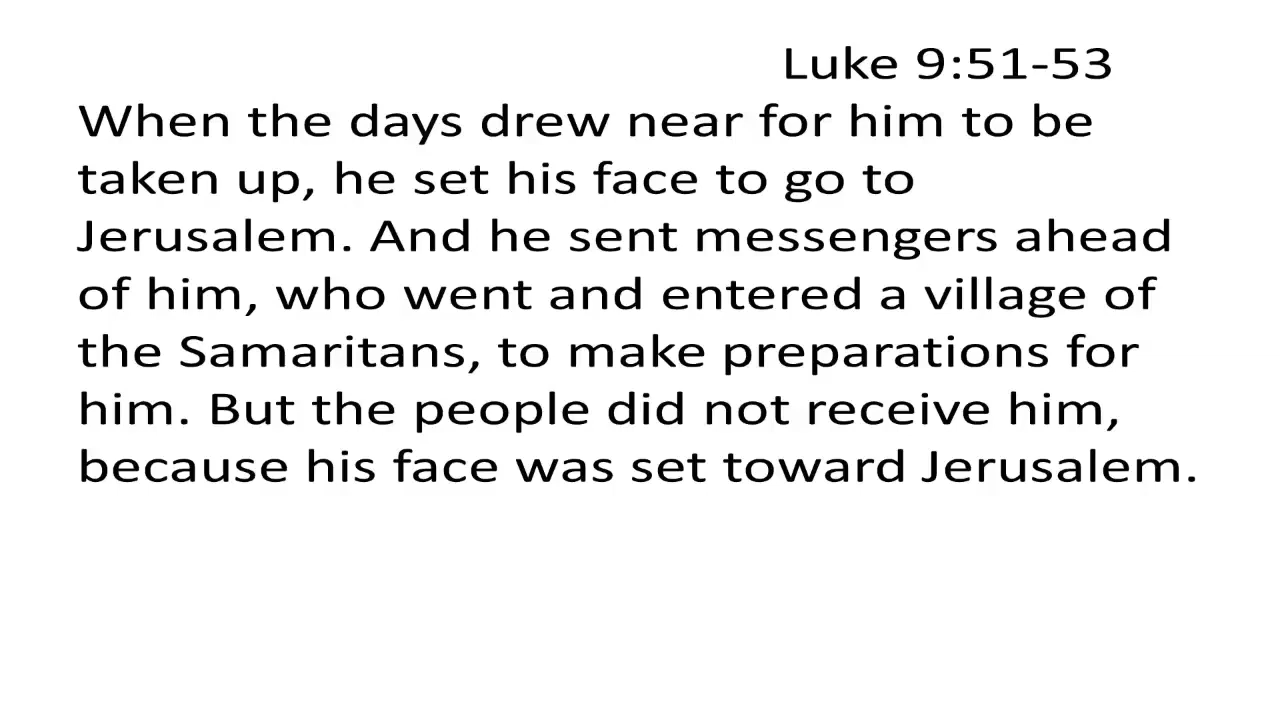 Luke 9:51-53
When the days drew near for him to be
taken up, he set his face to go to
Jerusalem. And he sent messengers ahead
of him, who went and entered a village of
the Samaritans, to make preparations for
him. But the people did not receive him,
because his face was set toward Jerusalem.